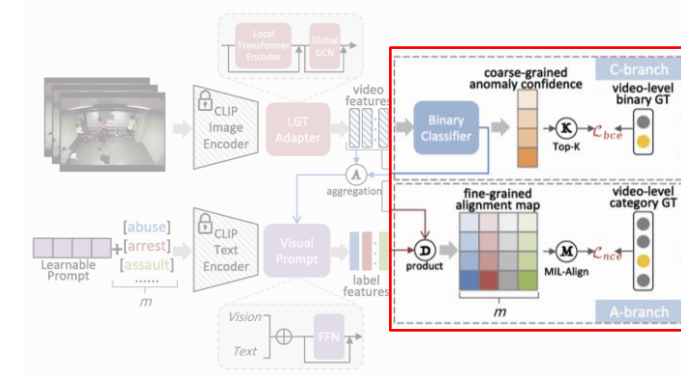 Local
Transformer
Encoder
Global
GCN
CLIP
Image
Encoder
LGT
Adapter
video
features
Binary
Classifier
coarse-grained
anomaly confidence
C-branch
video-level
binary GT
K
Top-K
ℒbce
A
aggregation
Learnable
Prompt
+
[abuse]
[arrest]
[assault]
......
m
CLIP
Text
Encoder
Visual
Prompt
label
features
D
product
fine-grained
alignment map
m
M
MIL-Align
ℒnce
video-level
category GT
A-branch
Vision
Text
FFN